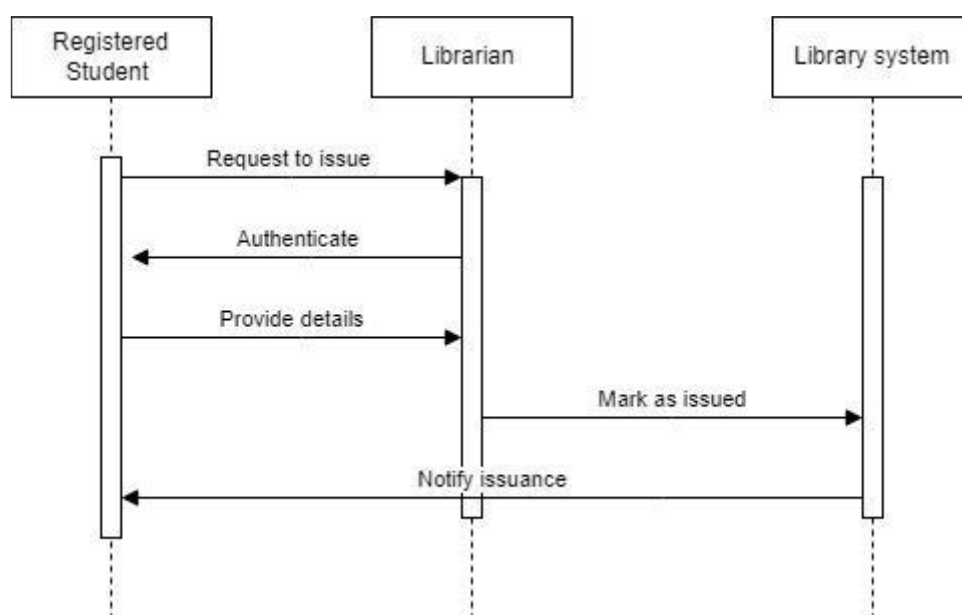 Registered
Student
Librarian
Library system
Request to issue
Authenticate
Provide details
Mark as issued
Notify issuance